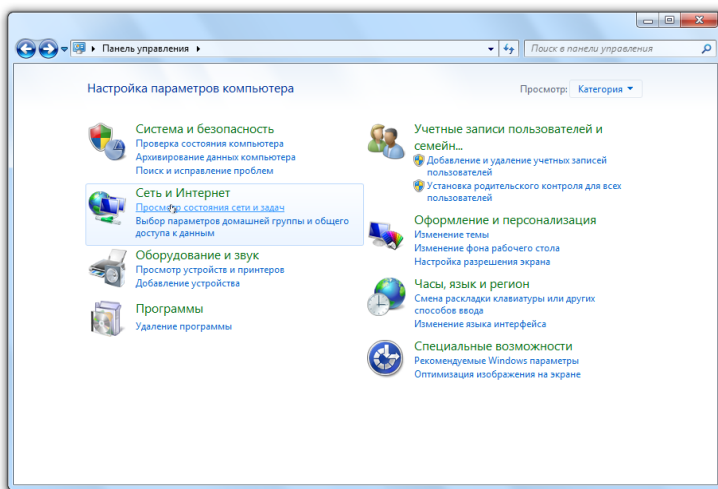 Панель управления
Поиск в панели управления
Настройка параметров компьютера
Просмотр: Категория
Система и безопасность
Проверка состояния компьютера
Архивирование данных компьютера
Поиск и исправление проблем
Сеть и Интернет
Просмотр состояния сети и задач
Выбор параметров домашней группы и общего
доступа к данным
Оборудование и звук
Просмотр устройств и принтеров
Добавление устройства
Программы
Удаление программы
Учетные записи пользователей и
семейн...
Добавление и удаление учетных записей
пользователей
Установка родительского контроля для всех
пользователей
Оформление и персонализация
Изменение темы
Изменение фона рабочего стола
Настройка разрешения экрана
Часы, язык и регион
Смена раскладки клавиатуры или других
способов ввода
Изменение языка интерфейса
Специальные возможности
Рекомендуемые Windows параметры
Оптимизация изображения на экране